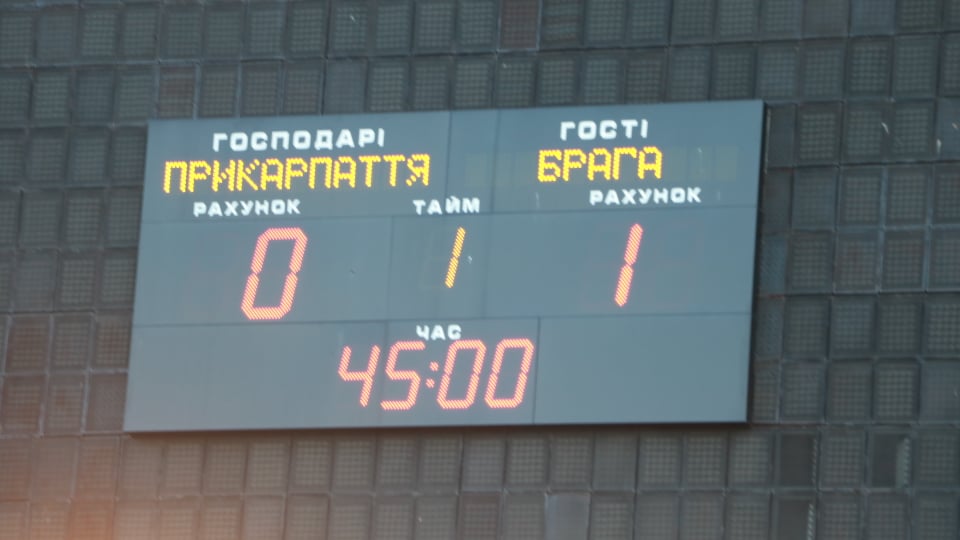 ГОСПОДАРІ ГОСТІ
ПРИКАРПАТТЯ БРАГА
РАХУНОК ТАЙМ РАХУНОК
0 1 1
ЧАС
45:00